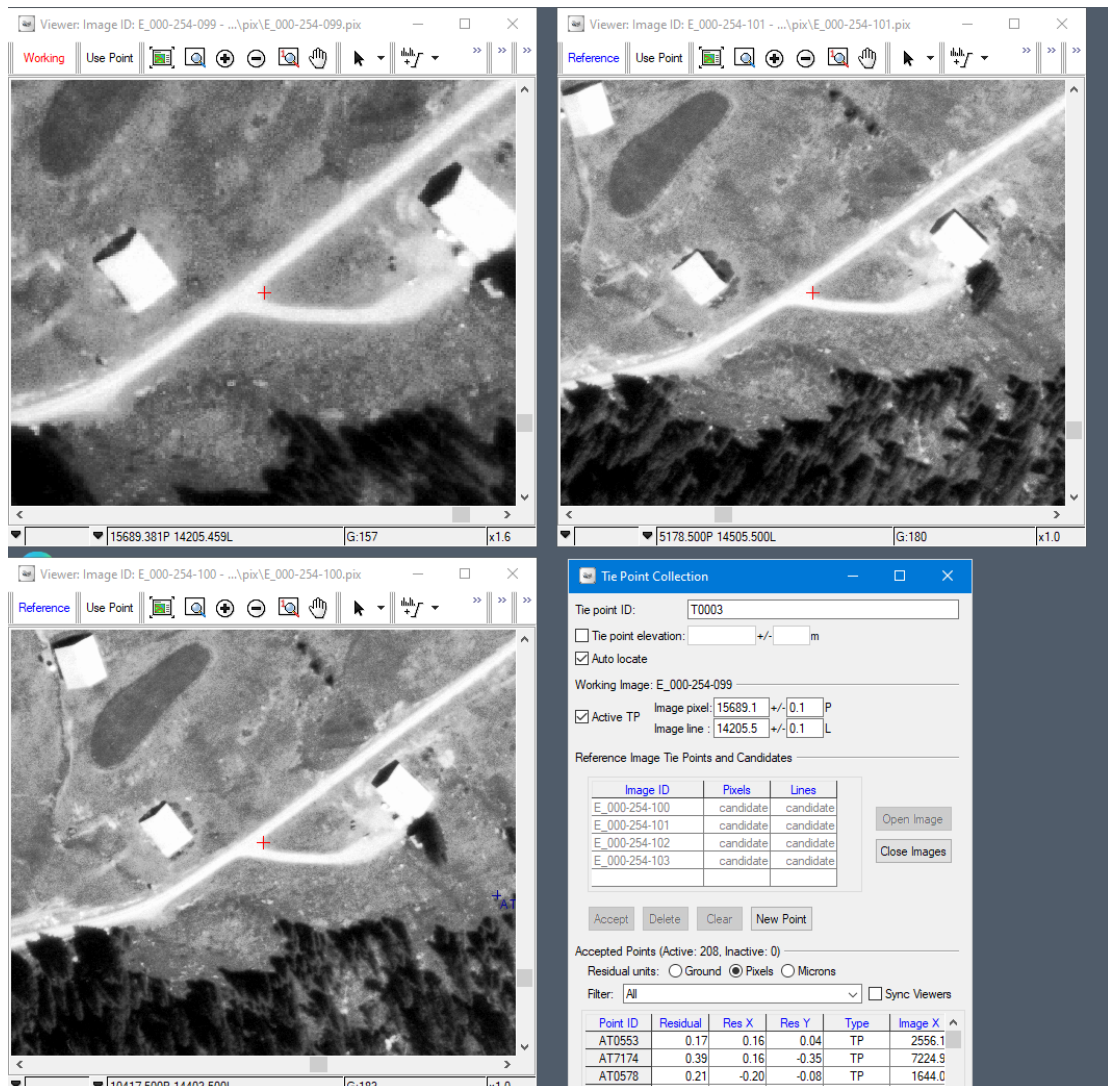 Viewer: Image ID: E_000-254-099 - ...\pix\E_000-254-099.pix
Working Use Point
15689.381P 14205.459L G:157 x1.6
Viewer: Image ID: E_000-254-101 - ...\pix\E_000-254-101.pix
Reference Use Point
5178.500P 14505.500L G:180 x1.0
Viewer: Image ID: E_000-254-100 - ...\pix\E_000-254-100.pix
Reference Use Point
AT
10417.500P 14403.500L G:183 x1.0
Tie Point Collection
Tie point ID: T0003
Tie point elevation: +/- m
Auto locate
Working Image: E_000-254-099
Active TP
Image pixel: 15689.1 +/- 0.1 P
Image line : 14205.5 +/- 0.1 L
Reference Image Tie Points and Candidates
Image ID Pixels Lines
E_000-254-100 candidate candidate
E_000-254-101 candidate candidate
E_000-254-102 candidate candidate
E_000-254-103 candidate candidate
Open Image
Close Images
Accept Delete Clear New Point
Accepted Points (Active: 208, Inactive: 0)
Residual units: Ground Pixels Microns
Filter: All Sync Viewers
Point ID Residual Res X Res Y Type Image X
AT0553 0.17 0.16 0.04 TP 2556.1
AT7174 0.39 0.16 -0.35 TP 7224.9
AT0578 0.21 -0.20 -0.08 TP 1644.0